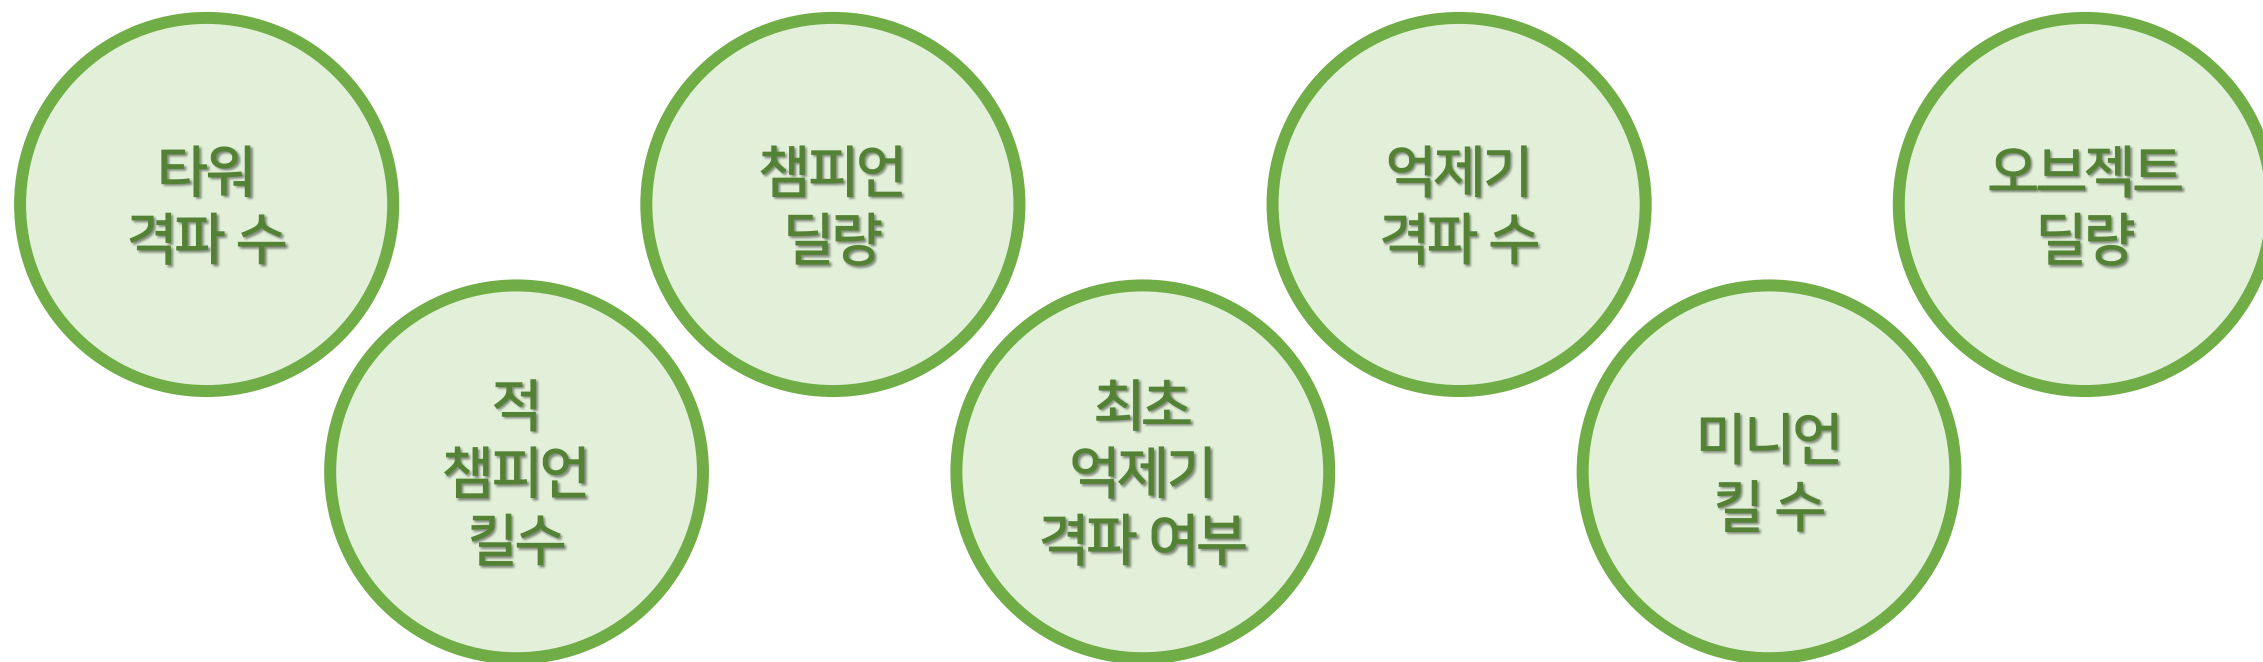 타워
격파 수
적
챔피언
킬수
챔피언
딜량
최초
억제기
격파 여부
억제기
격파 수
미니언
킬 수
오브젝트
딜량